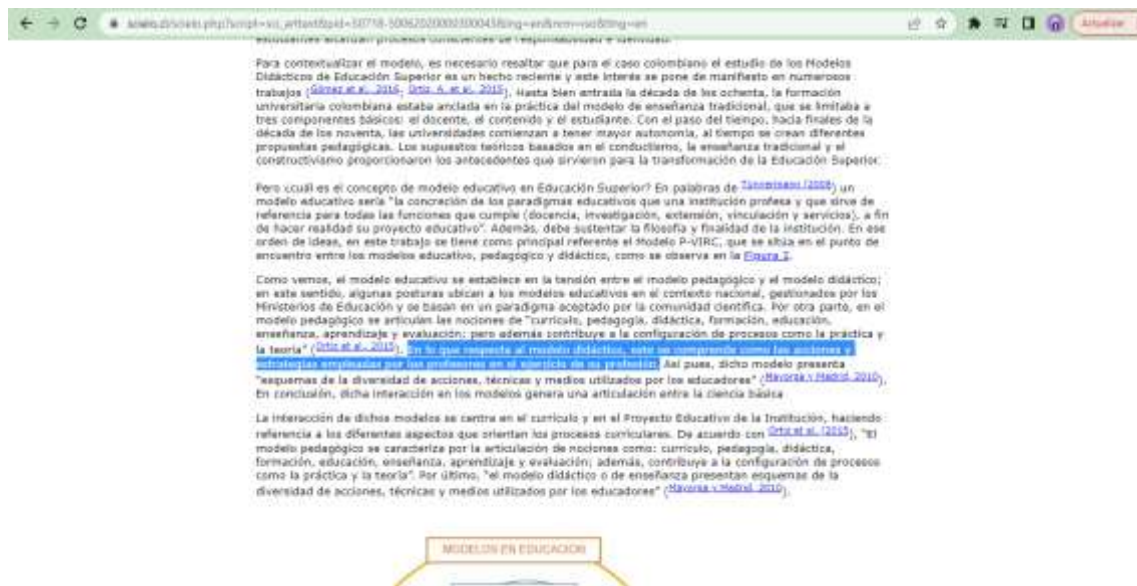 Para contextualizar el modelo, es necesario resaltar que para el caso colombiano el estudio de los Modelos
Didácticos de Educación Superior es un hecho reciente y este interés se pone de manifiesto en numerosos
trabajos (Gómez et al., 2016; Ortiz, A. et al., 2015). Hasta bien entrada la década de los ochenta, la formación
universitaria colombiana estaba anclada en la práctica del modelo de enseñanza tradicional, que se limitaba a
tres componentes básicos: el docente, el contenido y el estudiante. Con el paso del tiempo, hacia finales de la
década de los noventa, las universidades comienzan a tener mayor autonomía, al tiempo se crean diferentes
propuestas pedagógicas. Los supuestos teóricos basados en el conductismo, la enseñanza tradicional y el
constructivismo proporcionaron los antecedentes que sirvieron para la transformación de la Educación Superior.
Pero ¿cuál es el concepto de modelo educativo en Educación Superior? En palabras de (2008) un
modelo educativo sería "la concreción de los paradigmas educativos que una institución profesa y que sirve de
referencia para todas las funciones que cumple (docencia, investigación, extensión, vinculación y servicios), a fin
de hacer realidad su proyecto educativo". Además, debe sustentar la filosofía y finalidad de la institución. En ese
orden de ideas, en este trabajo se tiene como principal referente el Modelo P-VIRC, que se sitúa en el punto de
encuentro entre los modelos educativo, pedagógico y didáctico, como se observa en la Figura 2.
Como vemos, el modelo educativo se establece en la tensión entre el modelo pedagógico y el modelo didáctico;
en este sentido, algunas posturas ubican a los modelos educativos en el contexto nacional, gestionados por los
Ministerios de Educación y se basan en un paradigma aceptado por la comunidad científica. Por otra parte, en el
modelo pedagógico se articulan las nociones de "currículo, pedagogía, didáctica, formación, educación,
enseñanza, aprendizaje y evaluación; pero además contribuye a la configuración de procesos como la práctica y
la teoría" (Ortiz et al., 2015). En lo que respecta al modelo didáctico, este se comprende como las acciones y
estrategias empleadas por los profesores en el ejercicio de su profesión. Así pues, dicho modelo presenta
"esquemas de la diversidad de acciones, técnicas y medios utilizados por los educadores" (Mayorga y Madrid, 2010).
En conclusión, dicha interacción en los modelos genera una articulación entre la ciencia básica
La interacción de dichos modelos se centra en el currículo y en el Proyecto Educativo de la Institución, haciendo
referencia a los diferentes aspectos que orientan los procesos curriculares. De acuerdo con Ortiz et al. (2015), "El
modelo pedagógico se caracteriza por la articulación de nociones como: currículo, pedagogía, didáctica,
formación, educación, enseñanza, aprendizaje y evaluación; además, contribuye a la configuración de procesos
como la práctica y la teoría". Por último, "el modelo didáctico o de enseñanza presentan esquemas de la
diversidad de acciones, técnicas y medios utilizados por los educadores" (Mayorga y Madrid, 2010).
MODELOS EN EDUCACIÓN